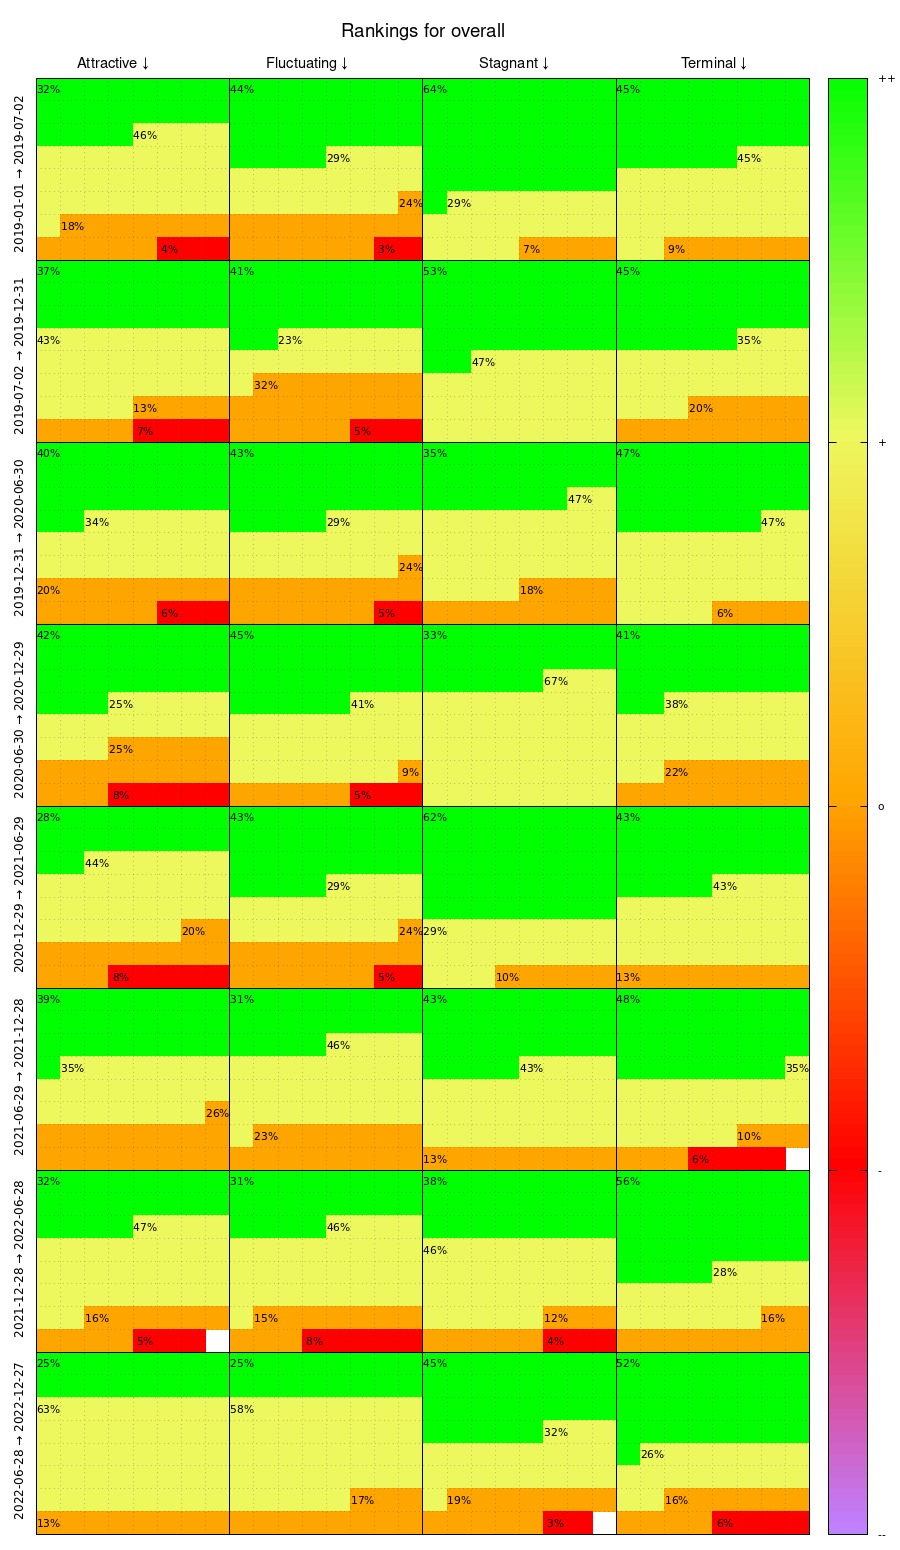 Rankings for overall
Attractive ↓ Fluctuating ↓ Stagnant ↓ Terminal ↓
++
2019-01-01 → 2019-07-02
32% 44% 64% 45%
46%
29% 45%
24% 29%
18%
4% 3% 7% 9%
2019-07-02 → 2019-12-31
37% 41% 53% 45%
43% 23% 35%
47%
32%
13% 20%
7% 5%
+
2019-12-31 → 2020-06-30
40% 43% 35% 47%
47%
34% 29% 47%
24%
20% 18%
6% 5% 6%
2020-06-30 → 2020-12-29
42% 45% 33% 41%
67%
25% 41% 38%
25%
9% 22%
8% 5%
o
2020-12-29 → 2021-06-29
28% 43% 62% 43%
44%
29% 43%
20% 24% 29%
8% 5% 10% 13%
2021-06-29 → 2021-12-28
39% 31% 43% 48%
46%
35% 43% 35%
26%
23% 10%
13% 6%
-
2021-12-28 → 2022-06-28
32% 31% 38% 56%
47% 46%
46%
28%
16% 15% 12% 16%
5% 8% 4%
2022-06-28 → 2022-12-27
25% 25% 45% 52%
63% 58%
32%
26%
17% 19% 16%
13% 3% 6%
--